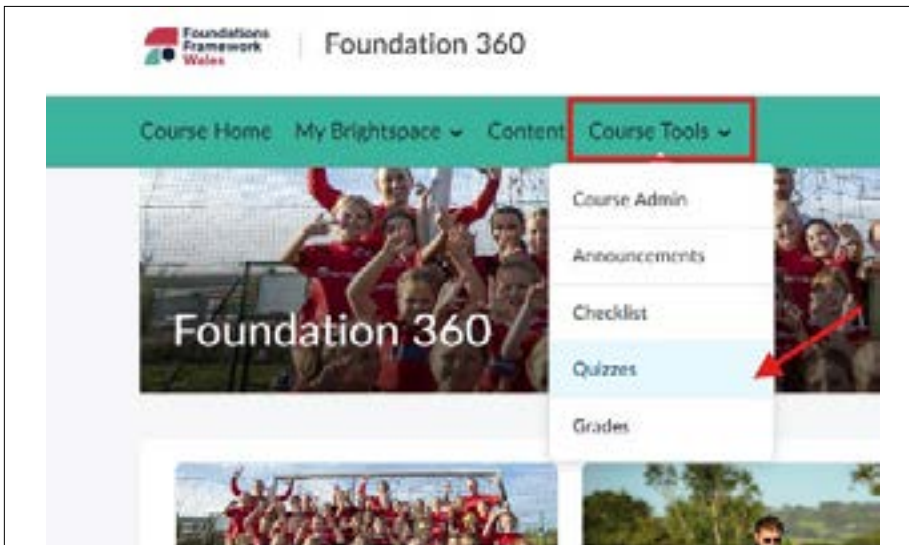 Foundations
Framework
Wales
Foundation 360
Course Home My Brightspace Content Course Tools
Course Admin
Announcements
Checklist
Quizzes
Grades
Foundation 360